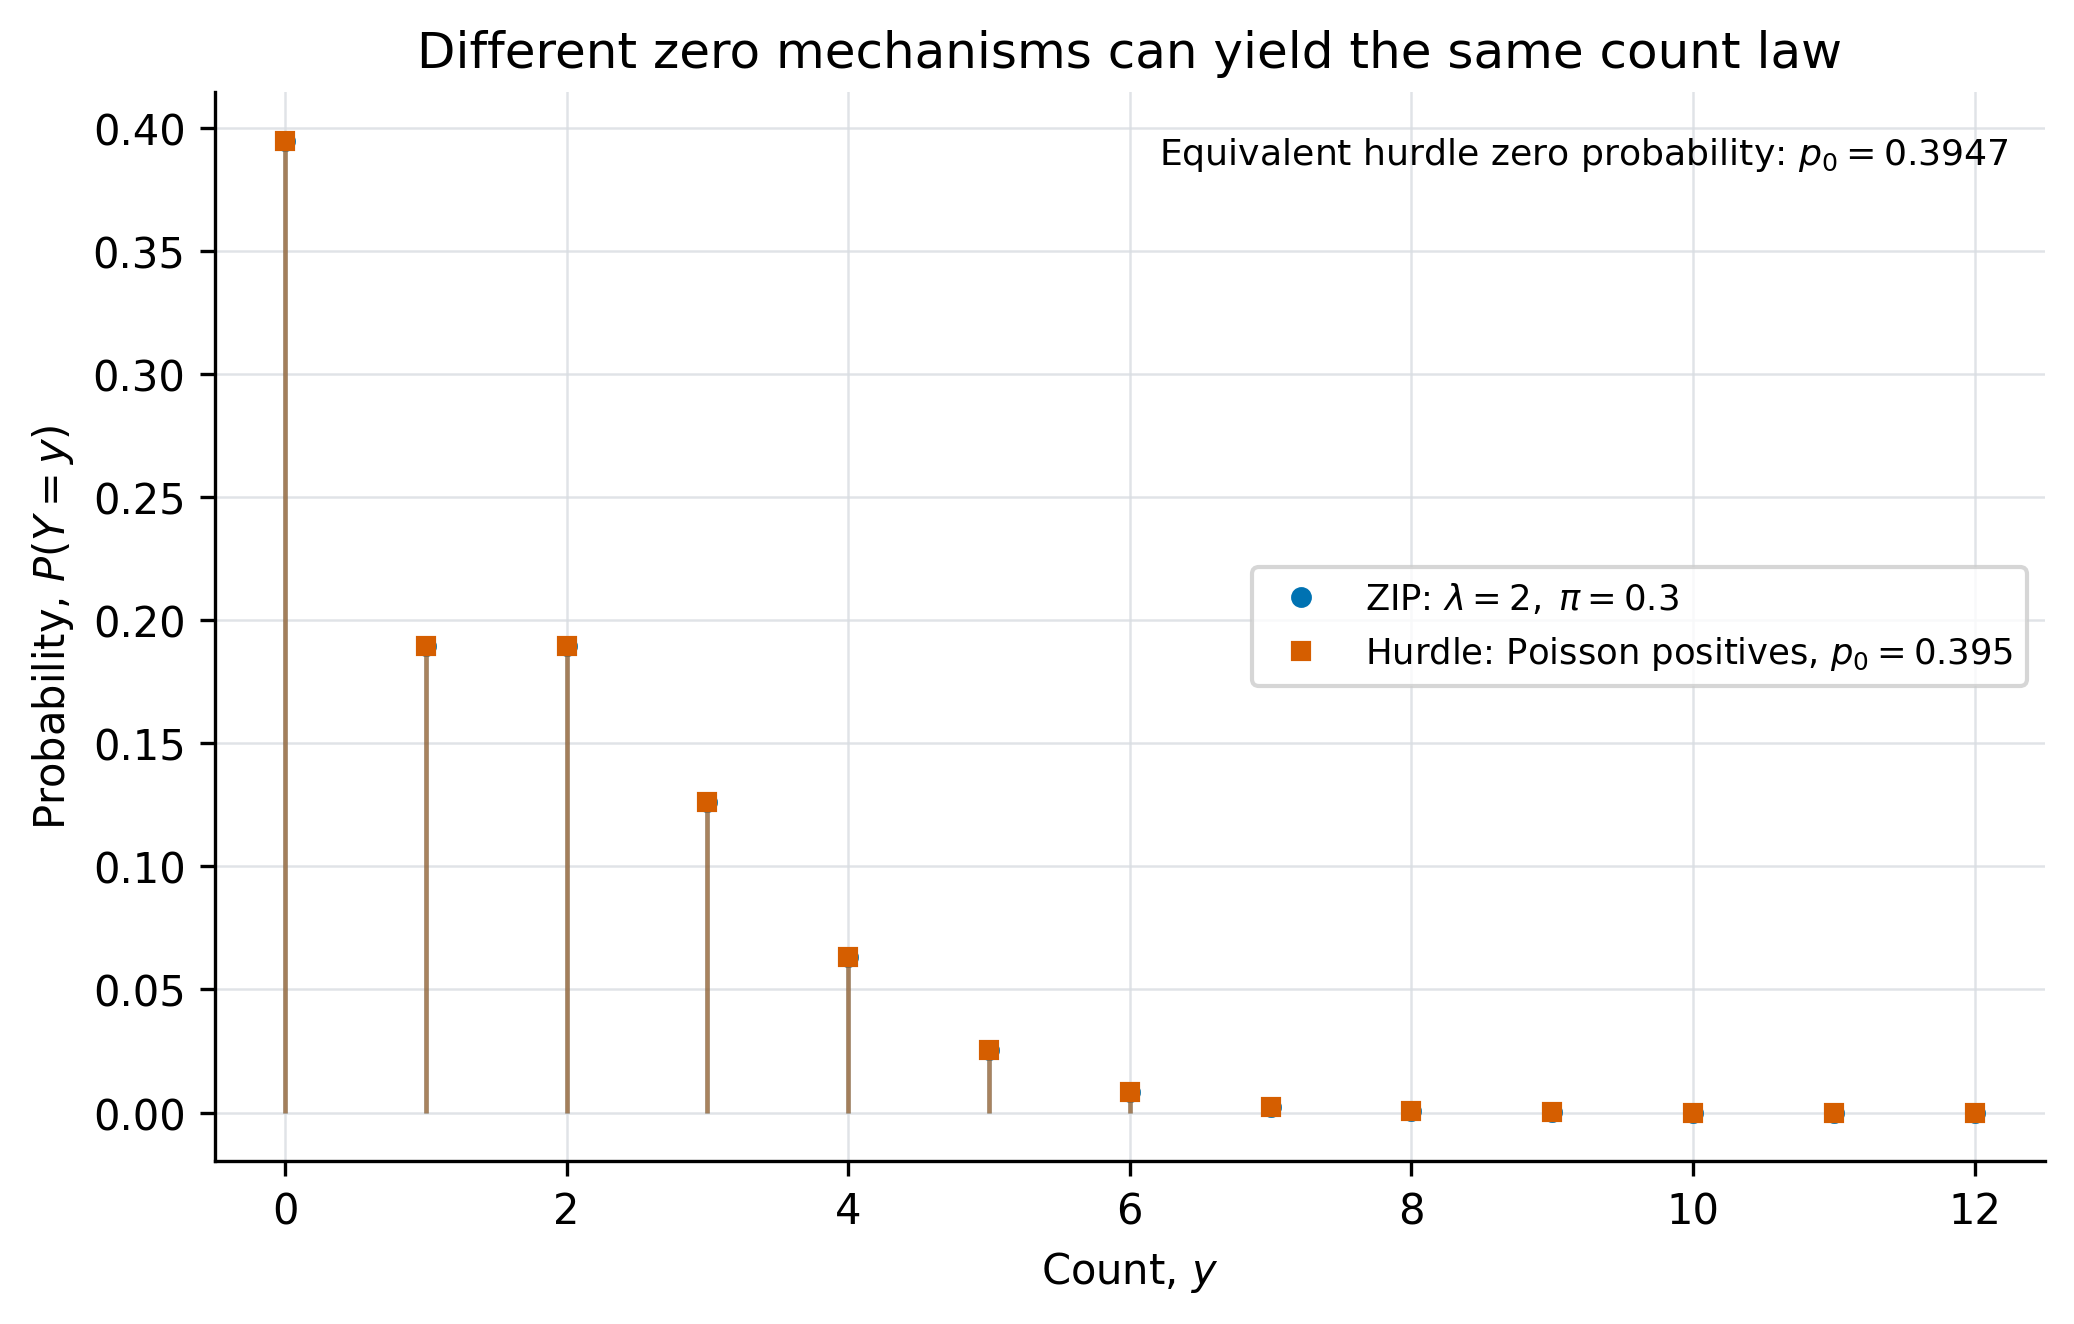 Different zero mechanisms can yield the same count law
Equivalent hurdle zero probability: p₀ = 0.3947
ZIP: λ = 2, π = 0.3
Hurdle: Poisson positives, p₀ = 0.395
Probability, P(Y = y)
0.40
0.35
0.30
0.25
0.20
0.15
0.10
0.05
0.00
0 2 4 6 8 10 12
Count, y